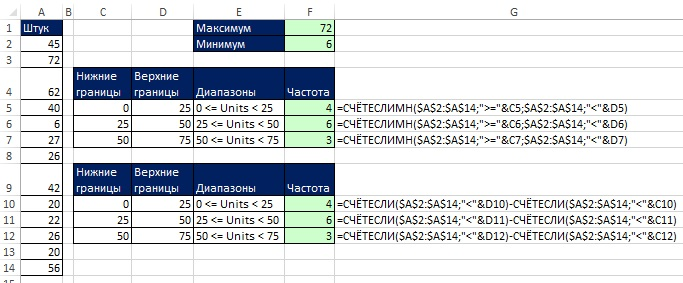 A B C D E F G
1 Штук Максимум 72
2 45 Минимум 6
3 72
Нижние Верхние
4 62 границы границы Диапазоны Частота
5 40 0 25 0 <= Units < 25 4 =СЧЁТЕСЛИМН($A$2:$A$14;">="&C5;$A$2:$A$14;"<"&D5)
6 6 25 50 25 <= Units < 50 6 =СЧЁТЕСЛИМН($A$2:$A$14;">="&C6;$A$2:$A$14;"<"&D6)
7 27 50 75 50 <= Units < 75 3 =СЧЁТЕСЛИМН($A$2:$A$14;">="&C7;$A$2:$A$14;"<"&D7)
8 26
Нижние Верхние
9 42 границы границы Диапазоны Частота
10 20 0 25 0 <= Units < 25 4 =СЧЁТЕСЛИ($A$2:$A$14;"<"&D10)-СЧЁТЕСЛИ($A$2:$A$14;"<"&C10)
11 22 25 50 25 <= Units < 50 6 =СЧЁТЕСЛИ($A$2:$A$14;"<"&D11)-СЧЁТЕСЛИ($A$2:$A$14;"<"&C11)
12 26 50 75 50 <= Units < 75 3 =СЧЁТЕСЛИ($A$2:$A$14;"<"&D12)-СЧЁТЕСЛИ($A$2:$A$14;"<"&C12)
13 20
14 56